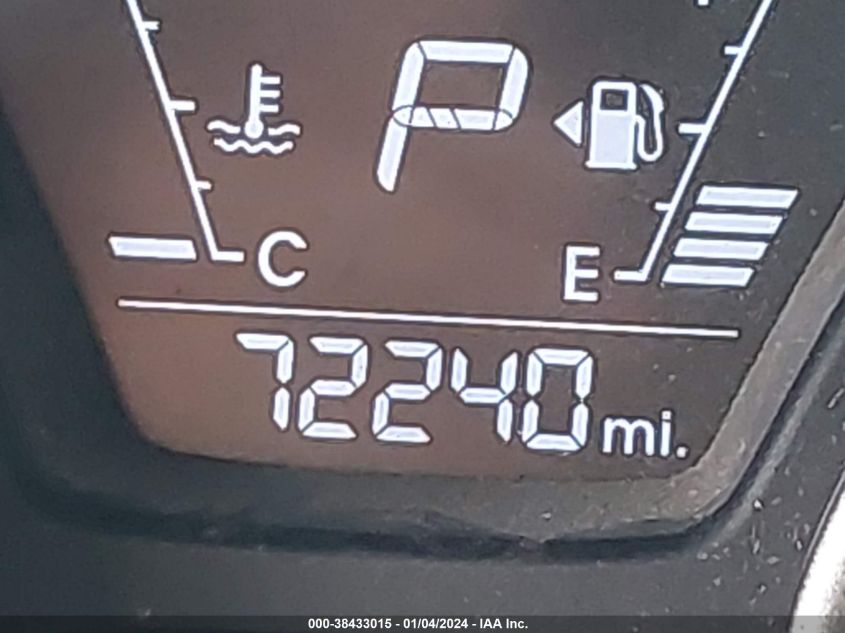 P
C E
72240 mi.
000-38433015 - 01/04/2024 - IAA Inc.